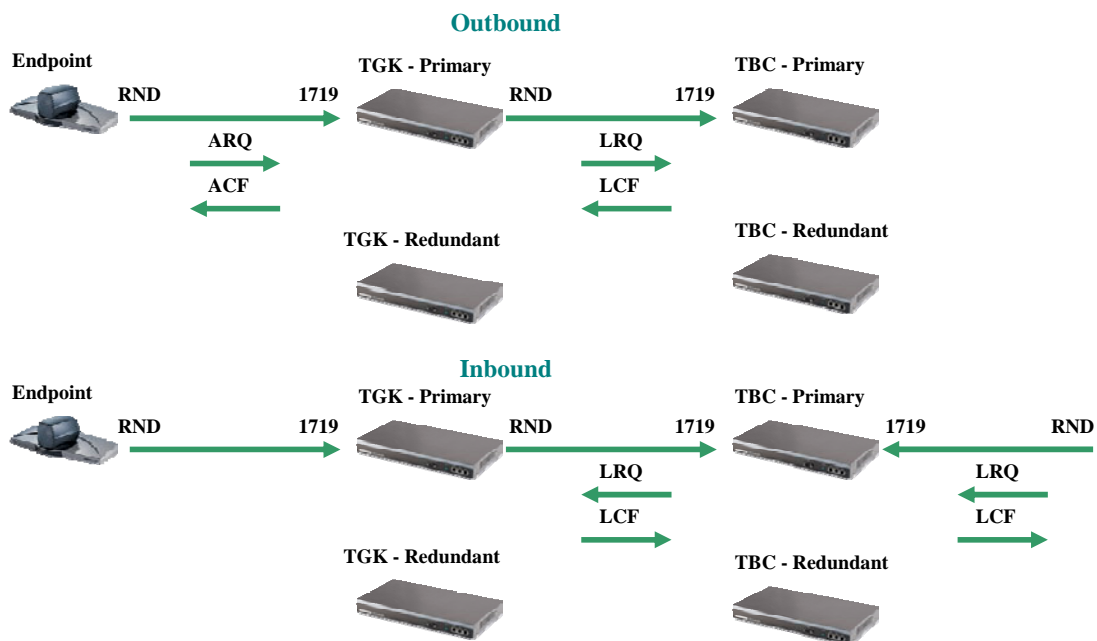 Outbound
Endpoint
TGK - Primary
TBC - Primary
RND
1719
RND
1719
ARQ
LRQ
ACF
LCF
TGK - Redundant
TBC - Redundant
Inbound
Endpoint
TGK - Primary
TBC - Primary
RND
1719
RND
1719
1719
RND
LRQ
LRQ
LCF
LCF
TGK - Redundant
TBC - Redundant